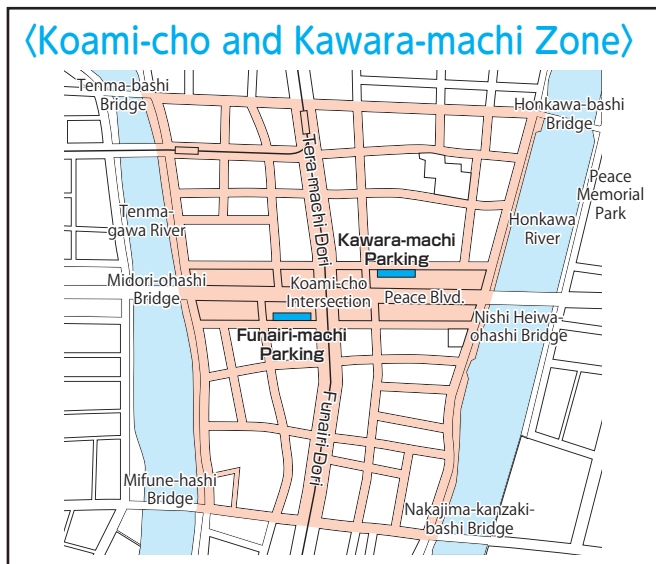 〈Koami-cho and Kawara-machi Zone〉
Tenma-bashi
Bridge
Honkawa-bashi
Bridge
Tera-machi-Dori
Peace
Memorial
Park
Tenma-
gawa River
Honkawa
River
Kawara-machi
Parking
Midori-ohashi
Bridge
Koami-cho
Intersection
Peace Blvd.
Nishi Heiwa-
ohashi Bridge
Funairi-machi
Parking
Funairi-Dori
Mifune-hashi
Bridge
Nakajima-kanzaki-
bashi Bridge